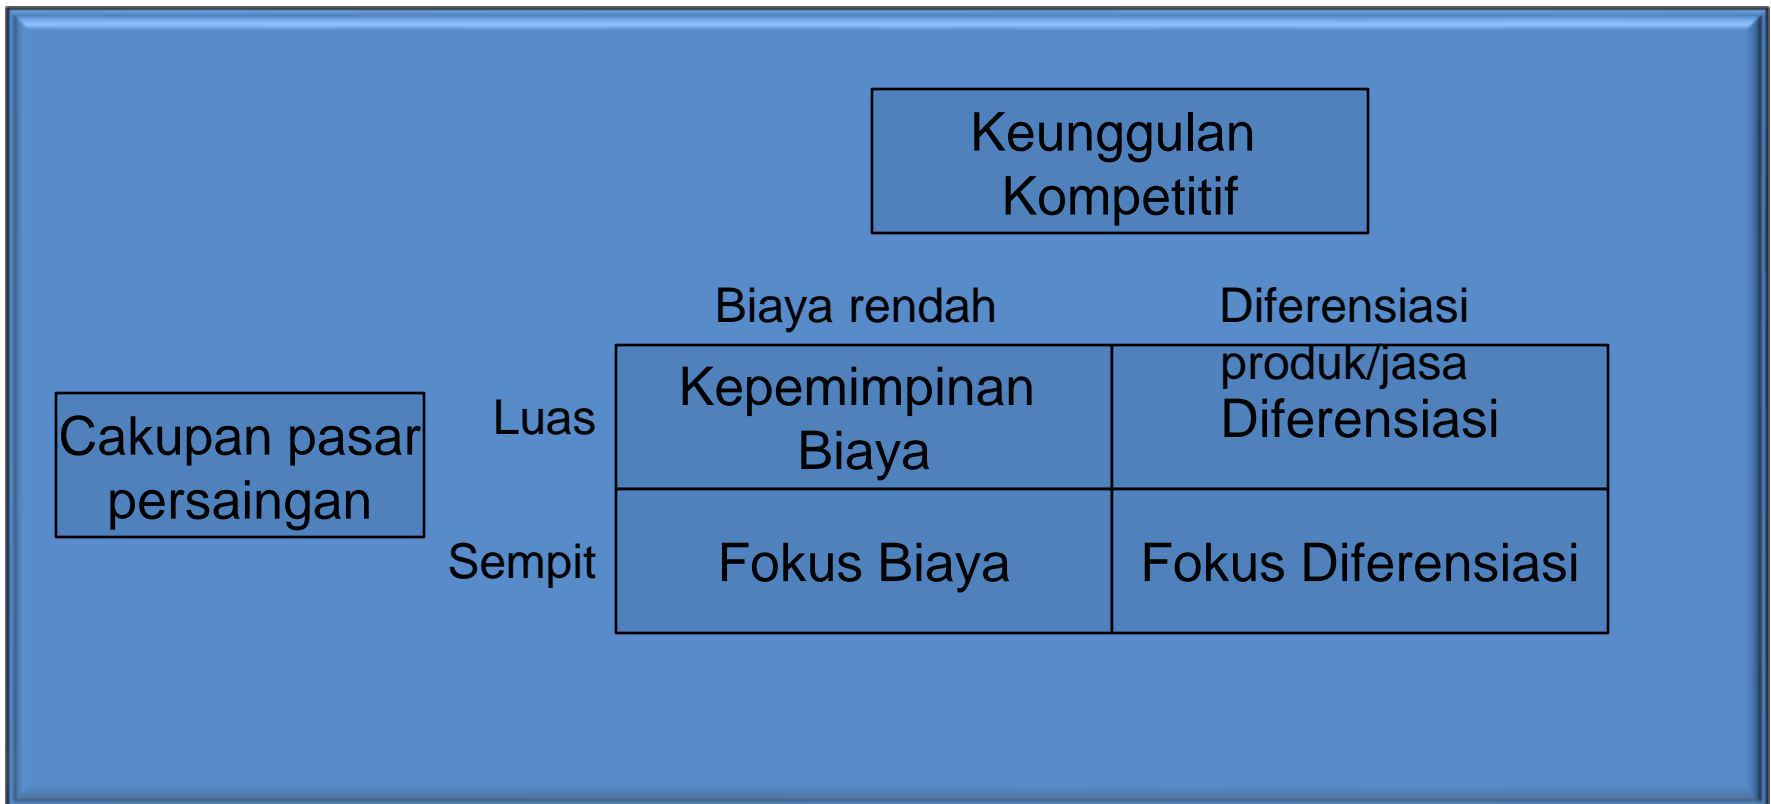 Keunggulan
Kompetitif
Biaya rendah
Diferensiasi
produk/jasa
Cakupan pasar
persaingan
Luas
Kepemimpinan
Biaya
Diferensiasi
Sempit
Fokus Biaya
Fokus Diferensiasi